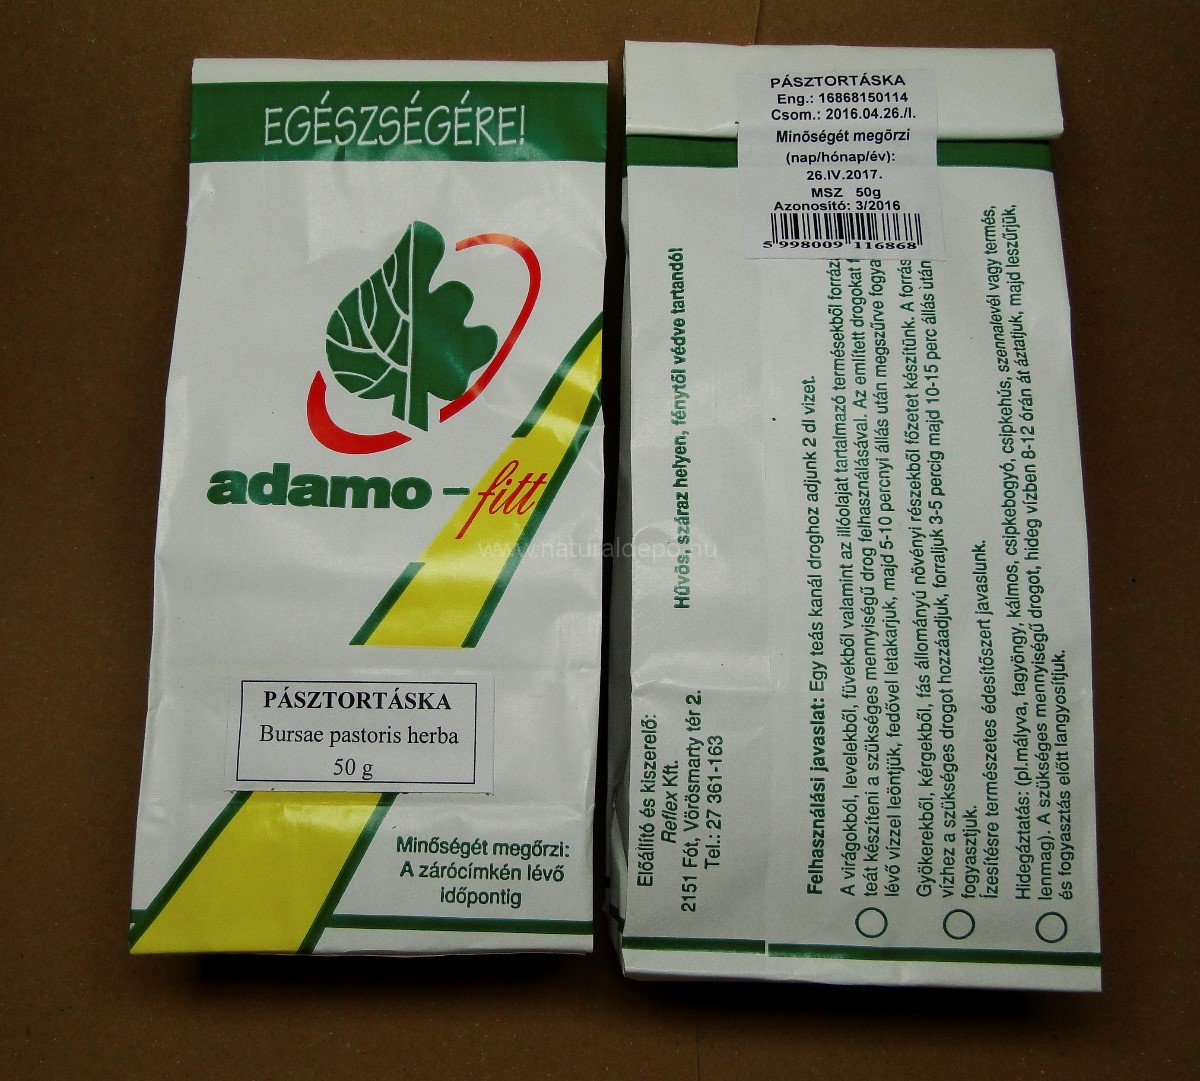 EGÉSZSÉGÉRE!
adamo - fitt
PÁSZTORTÁSKA
Bursae pastoris herba
50 g
Minőségét megőrzi:
A zárócímkén lévő
időpontig
PÁSZTORTÁSKA
Eng.: 16868150114
Csom.: 2016.04.26./I.
Minőségét megőrzi
(nap/hónap/év):
26.IV.2017.
MSZ 50g
Azonosító: 3/2016
5 998009 116868
Hűvös, száraz helyen, fénytől védve tartandó!
Előállító és kiszerelő:
Reflex Kft.
2151 Fót, Vörösmarty tér 2.
Tel.: 27 361-163
Felhasználási javaslat: Egy teás kanál droghoz adjunk 2 dl vizet.
A virágokból, levelekből, füvekből valamint az illóolajat tartalmazó termésekből
teát készíteni a szükséges mennyiségű drog felhasználásával. Az említett drogokat
lévő vízzel leöntjük, fedővel letakarjuk, majd 5-10 percnyi állás után megszűrve
Gyökerekből, kérgekből, fás állományú növényi részekből főzetet készítünk. A
vízhez a szükséges drogot hozzáadjuk, forraljuk 3-5 percig majd 10-15 perc állás után
fogyasztjuk.
Ízesítésre természetes édesítőszert javaslunk.
Hidegáztatás: (pl.mályva, fagyöngy, kálmos, csipkebogyó, csipkehús, szennalevél vagy termés,
lenmag). A szükséges mennyiségű drogot, hideg vízben 8-12 órán át áztatjuk, majd leszűrjük,
és fogyasztás előtt langyosítjuk.
www.naturaldepo.hu